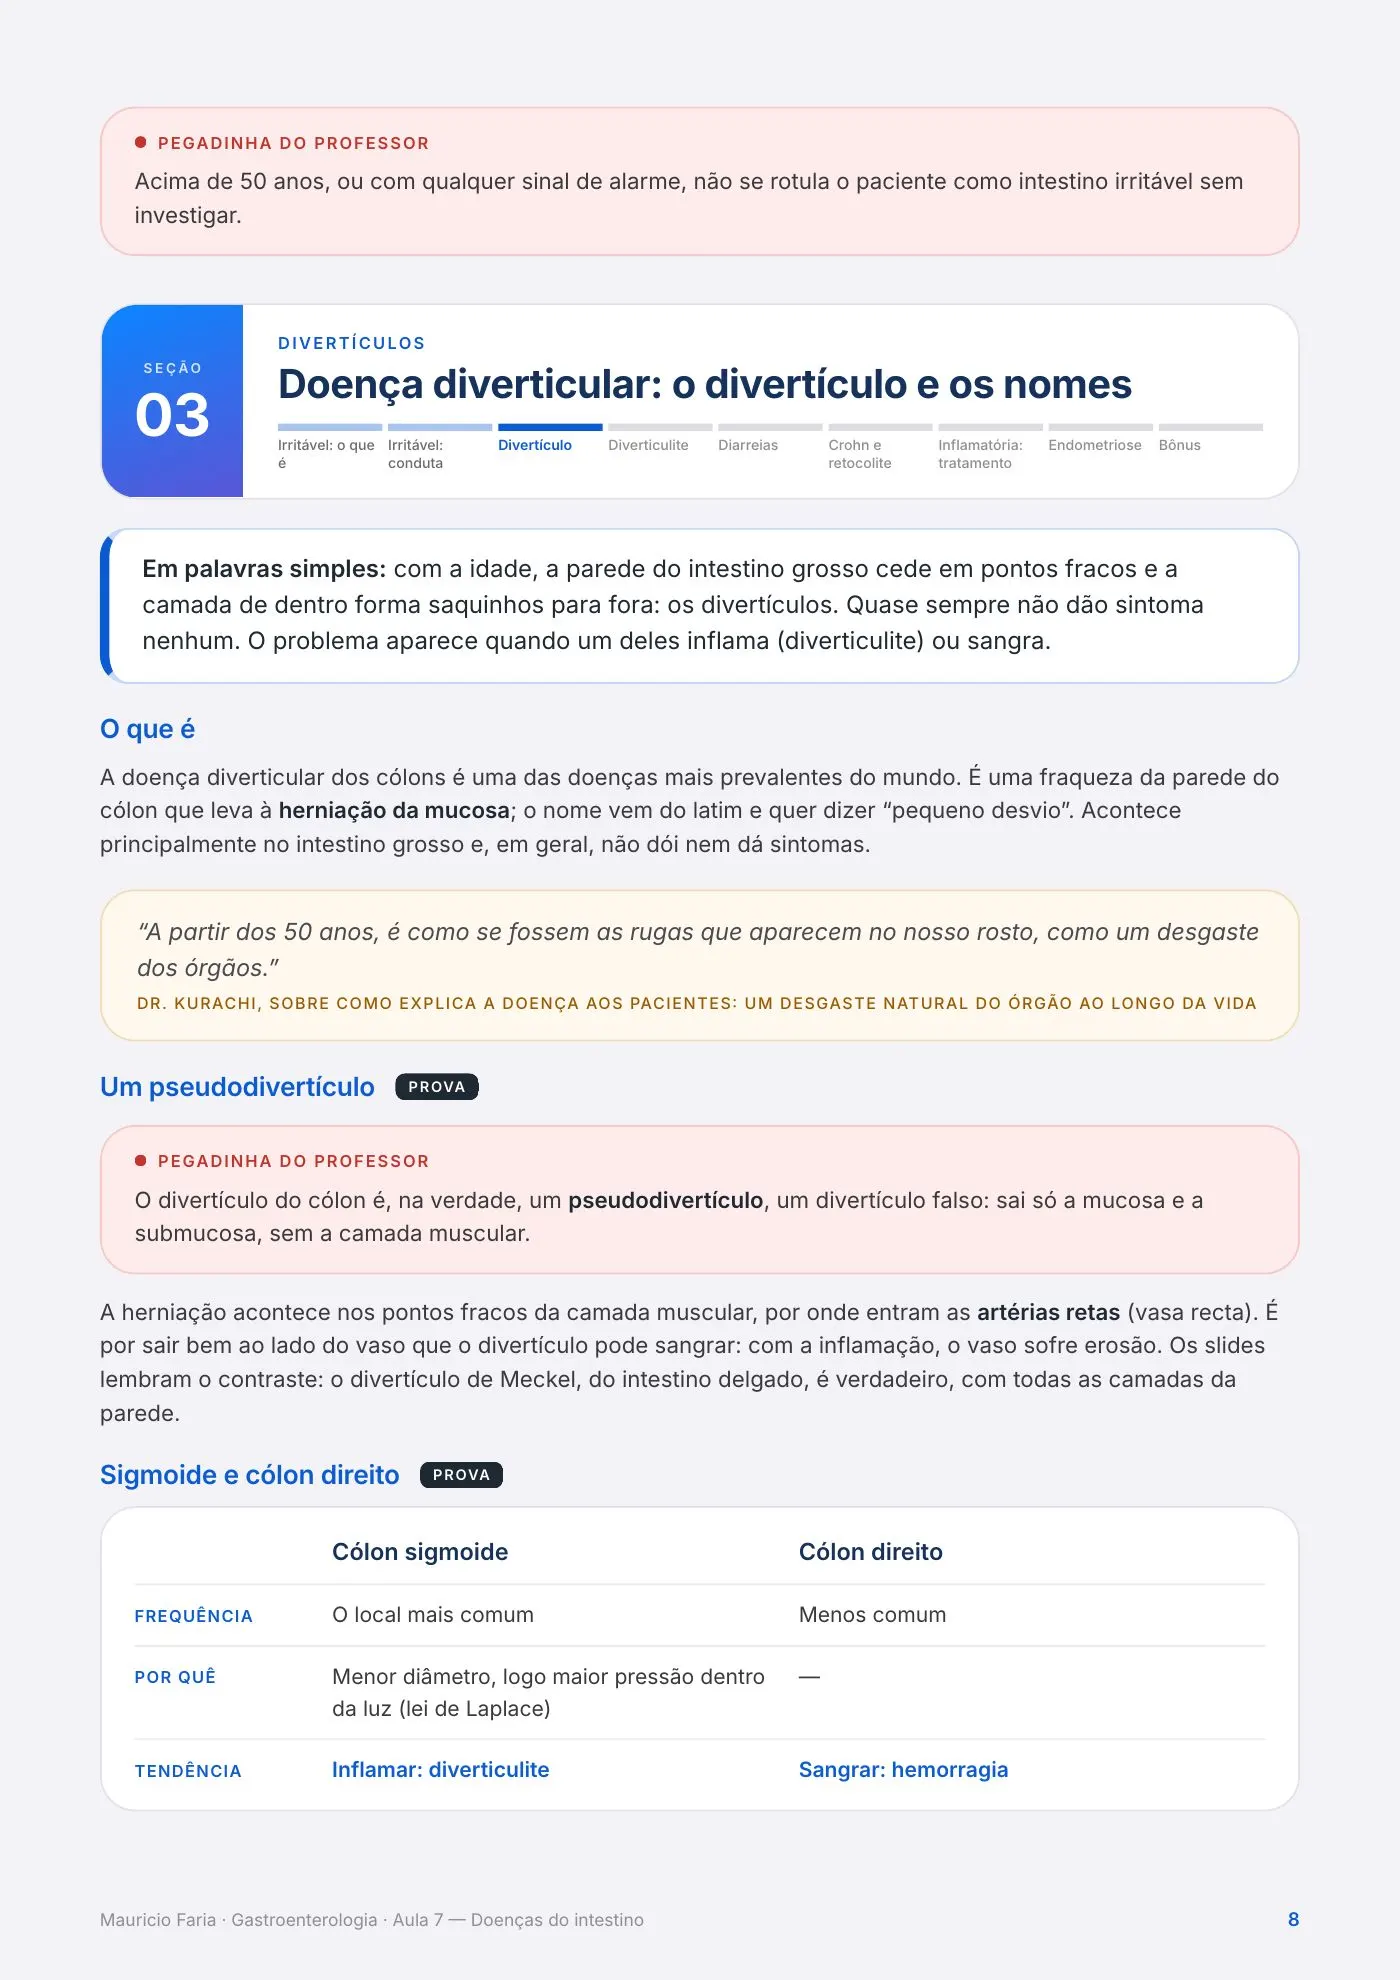 PEGADINHA DO PROFESSOR
Acima de 50 anos, ou com qualquer sinal de alarme, não se rotula o paciente como intestino irritável sem
investigar.
SEÇÃO
03
DIVERTÍCULOS
Doença diverticular: o divertículo e os nomes
Irritável: o que é
Irritável: conduta
Divertículo
Diverticulite
Diarreias
Crohn e retocolite
Inflamatória: tratamento
Endometriose
Bônus
Em palavras simples: com a idade, a parede do intestino grosso cede em pontos fracos e a
camada de dentro forma saquinhos para fora: os divertículos. Quase sempre não dão sintoma
nenhum. O problema aparece quando um deles inflama (diverticulite) ou sangra.
O que é
A doença diverticular dos cólons é uma das doenças mais prevalentes do mundo. É uma fraqueza da parede do
cólon que leva à herniação da mucosa; o nome vem do latim e quer dizer “pequeno desvio”. Acontece
principalmente no intestino grosso e, em geral, não dói nem dá sintomas.
“A partir dos 50 anos, é como se fossem as rugas que aparecem no nosso rosto, como um desgaste
dos órgãos.”
DR. KURACHI, SOBRE COMO EXPLICA A DOENÇA AOS PACIENTES: UM DESGASTE NATURAL DO ÓRGÃO AO LONGO DA VIDA
Um pseudodivertículo PROVA
PEGADINHA DO PROFESSOR
O divertículo do cólon é, na verdade, um pseudodivertículo, um divertículo falso: sai só a mucosa e a
submucosa, sem a camada muscular.
A herniação acontece nos pontos fracos da camada muscular, por onde entram as artérias retas (vasa recta). É
por sair bem ao lado do vaso que o divertículo pode sangrar: com a inflamação, o vaso sofre erosão. Os slides
lembram o contraste: o divertículo de Meckel, do intestino delgado, é verdadeiro, com todas as camadas da
parede.
Sigmoide e cólon direito PROVA
Cólon sigmoide Cólon direito
FREQUÊNCIA O local mais comum Menos comum
POR QUÊ Menor diâmetro, logo maior pressão dentro —
da luz (lei de Laplace)
TENDÊNCIA Inflamar: diverticulite Sangrar: hemorragia
Mauricio Faria · Gastroenterologia · Aula 7 — Doenças do intestino 8